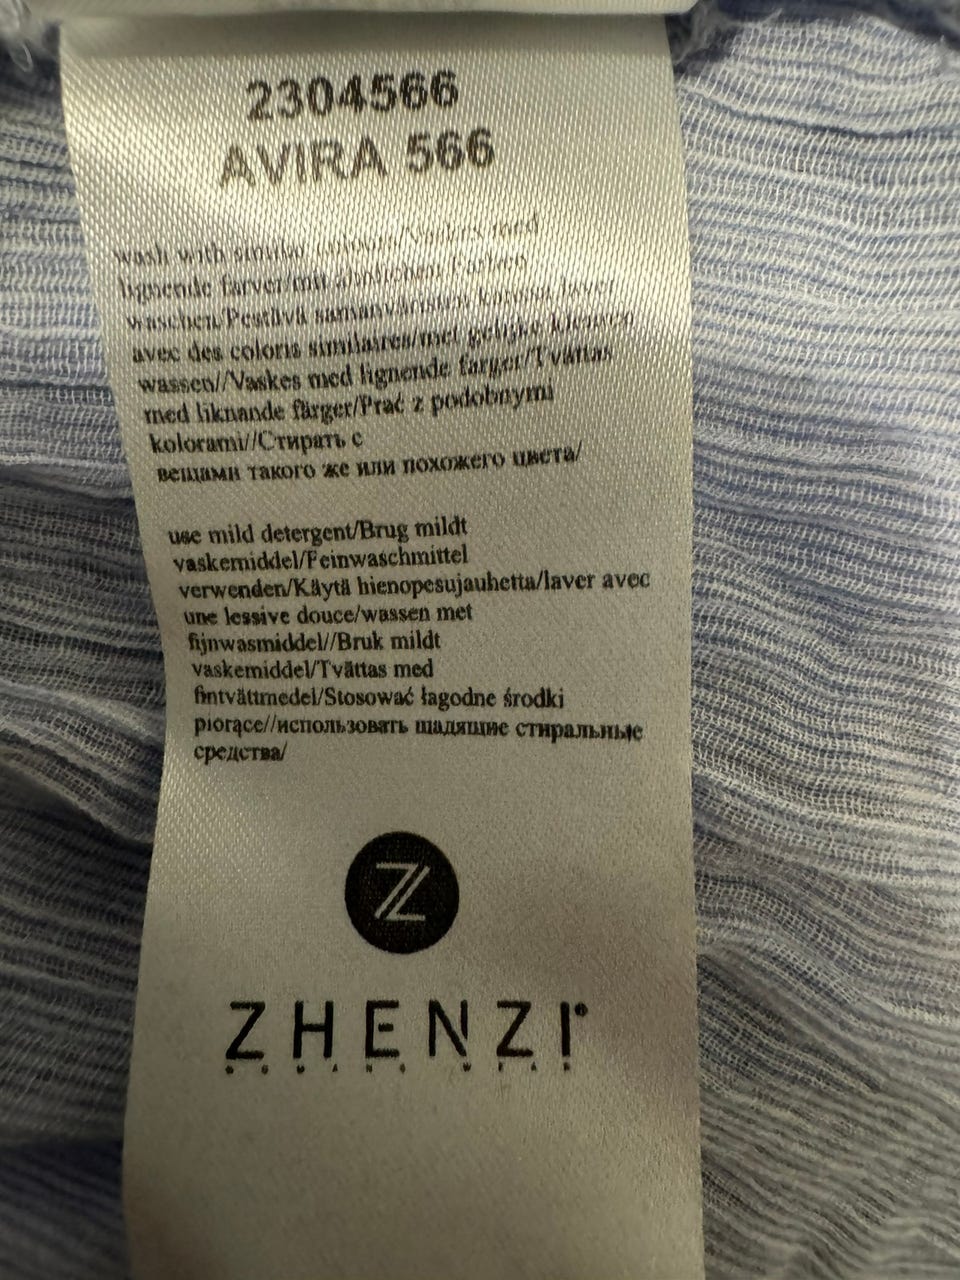 2304566
AVIRA 566
wash with similar colours/Vaskes med
lignende farver/mit ähnlichen Farben
waschen/Pestävä samanväristen kanssa/laver
avec des coloris similaires/met gelijke kleuren
wassen//Vaskes med lignende farger/Tvättas
med liknande färger/Prać z podobnymi
kolorami//Стирать с
вещами такого же или похожего цвета/
use mild detergent/Brug mildt
vaskemiddel/Feinwaschmittel
verwenden/Käytä hienopesujauhetta/laver avec
une lessive douce/wassen met
fijnwasmiddel//Bruk mildt
vaskemiddel/Tvättas med
fintvättmedel/Stosować łagodne środki
piorące//использовать щадящие стиральные
средства/
Z
ZHENZI®